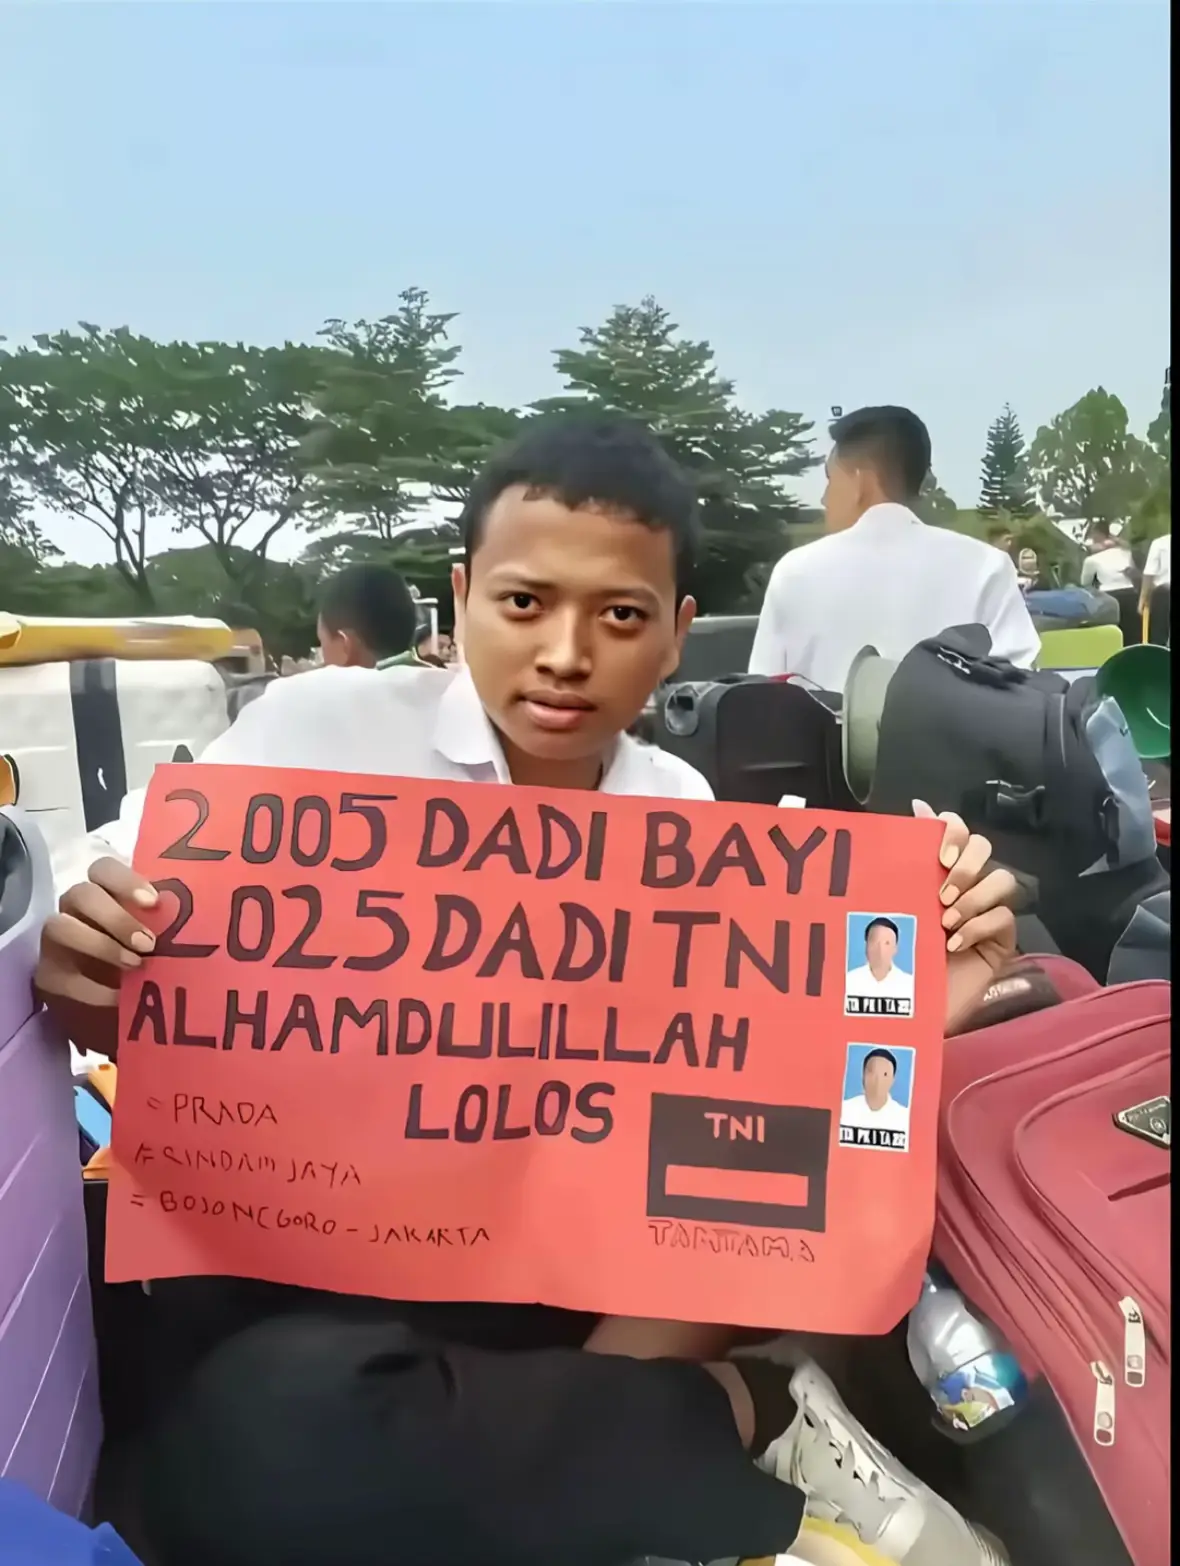 2005 DADI BAYI
2025 DADI TNI
ALHAMDULILLAH
LOLOS
= PRADA
# RINDAM JAYA
= BOJONEGORO - JAKARTA
TNI
TAMTAMA